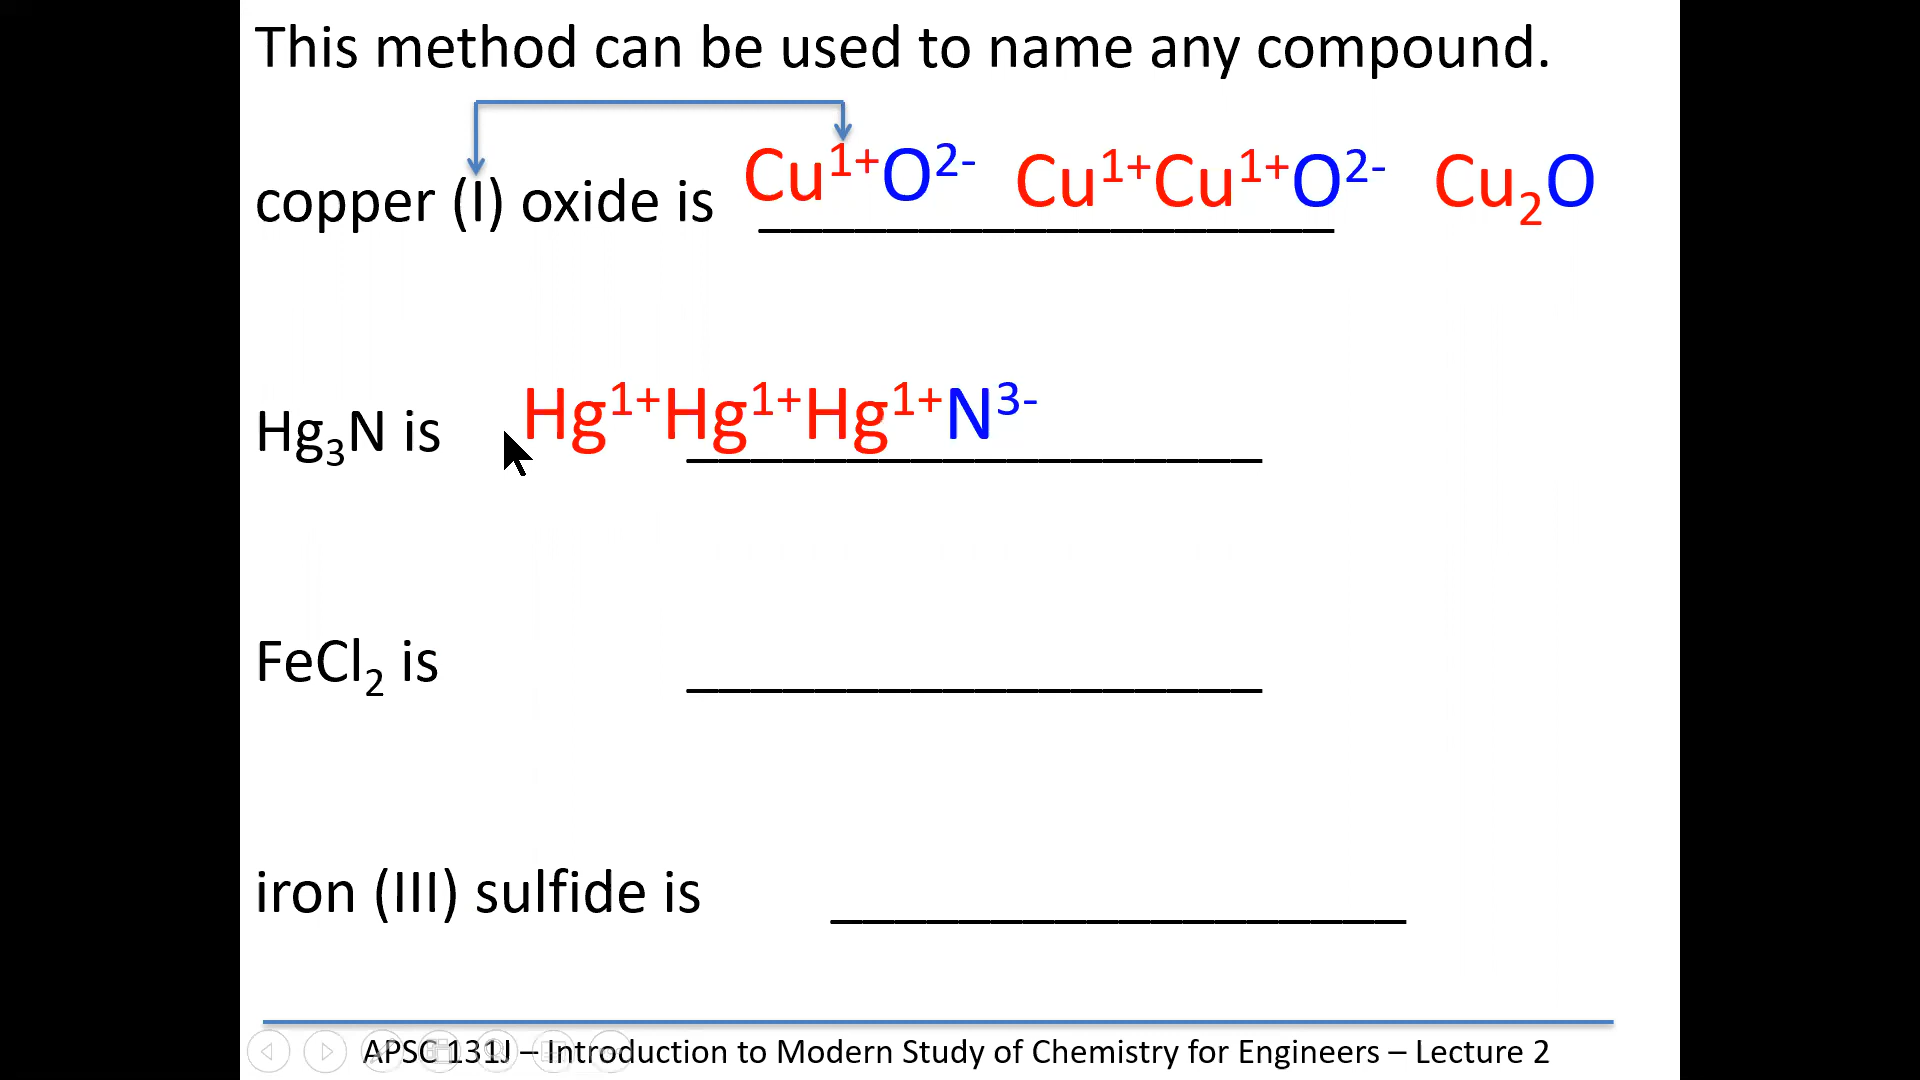 This method can be used to name any compound.
copper (I) oxide is Cu¹⁺O²⁻ Cu¹⁺Cu¹⁺O²⁻ Cu₂O
Hg₃N is Hg¹⁺Hg¹⁺Hg¹⁺N³⁻
FeCl₂ is
iron (III) sulfide is
APSC 131J – Introduction to Modern Study of Chemistry for Engineers – Lecture 2